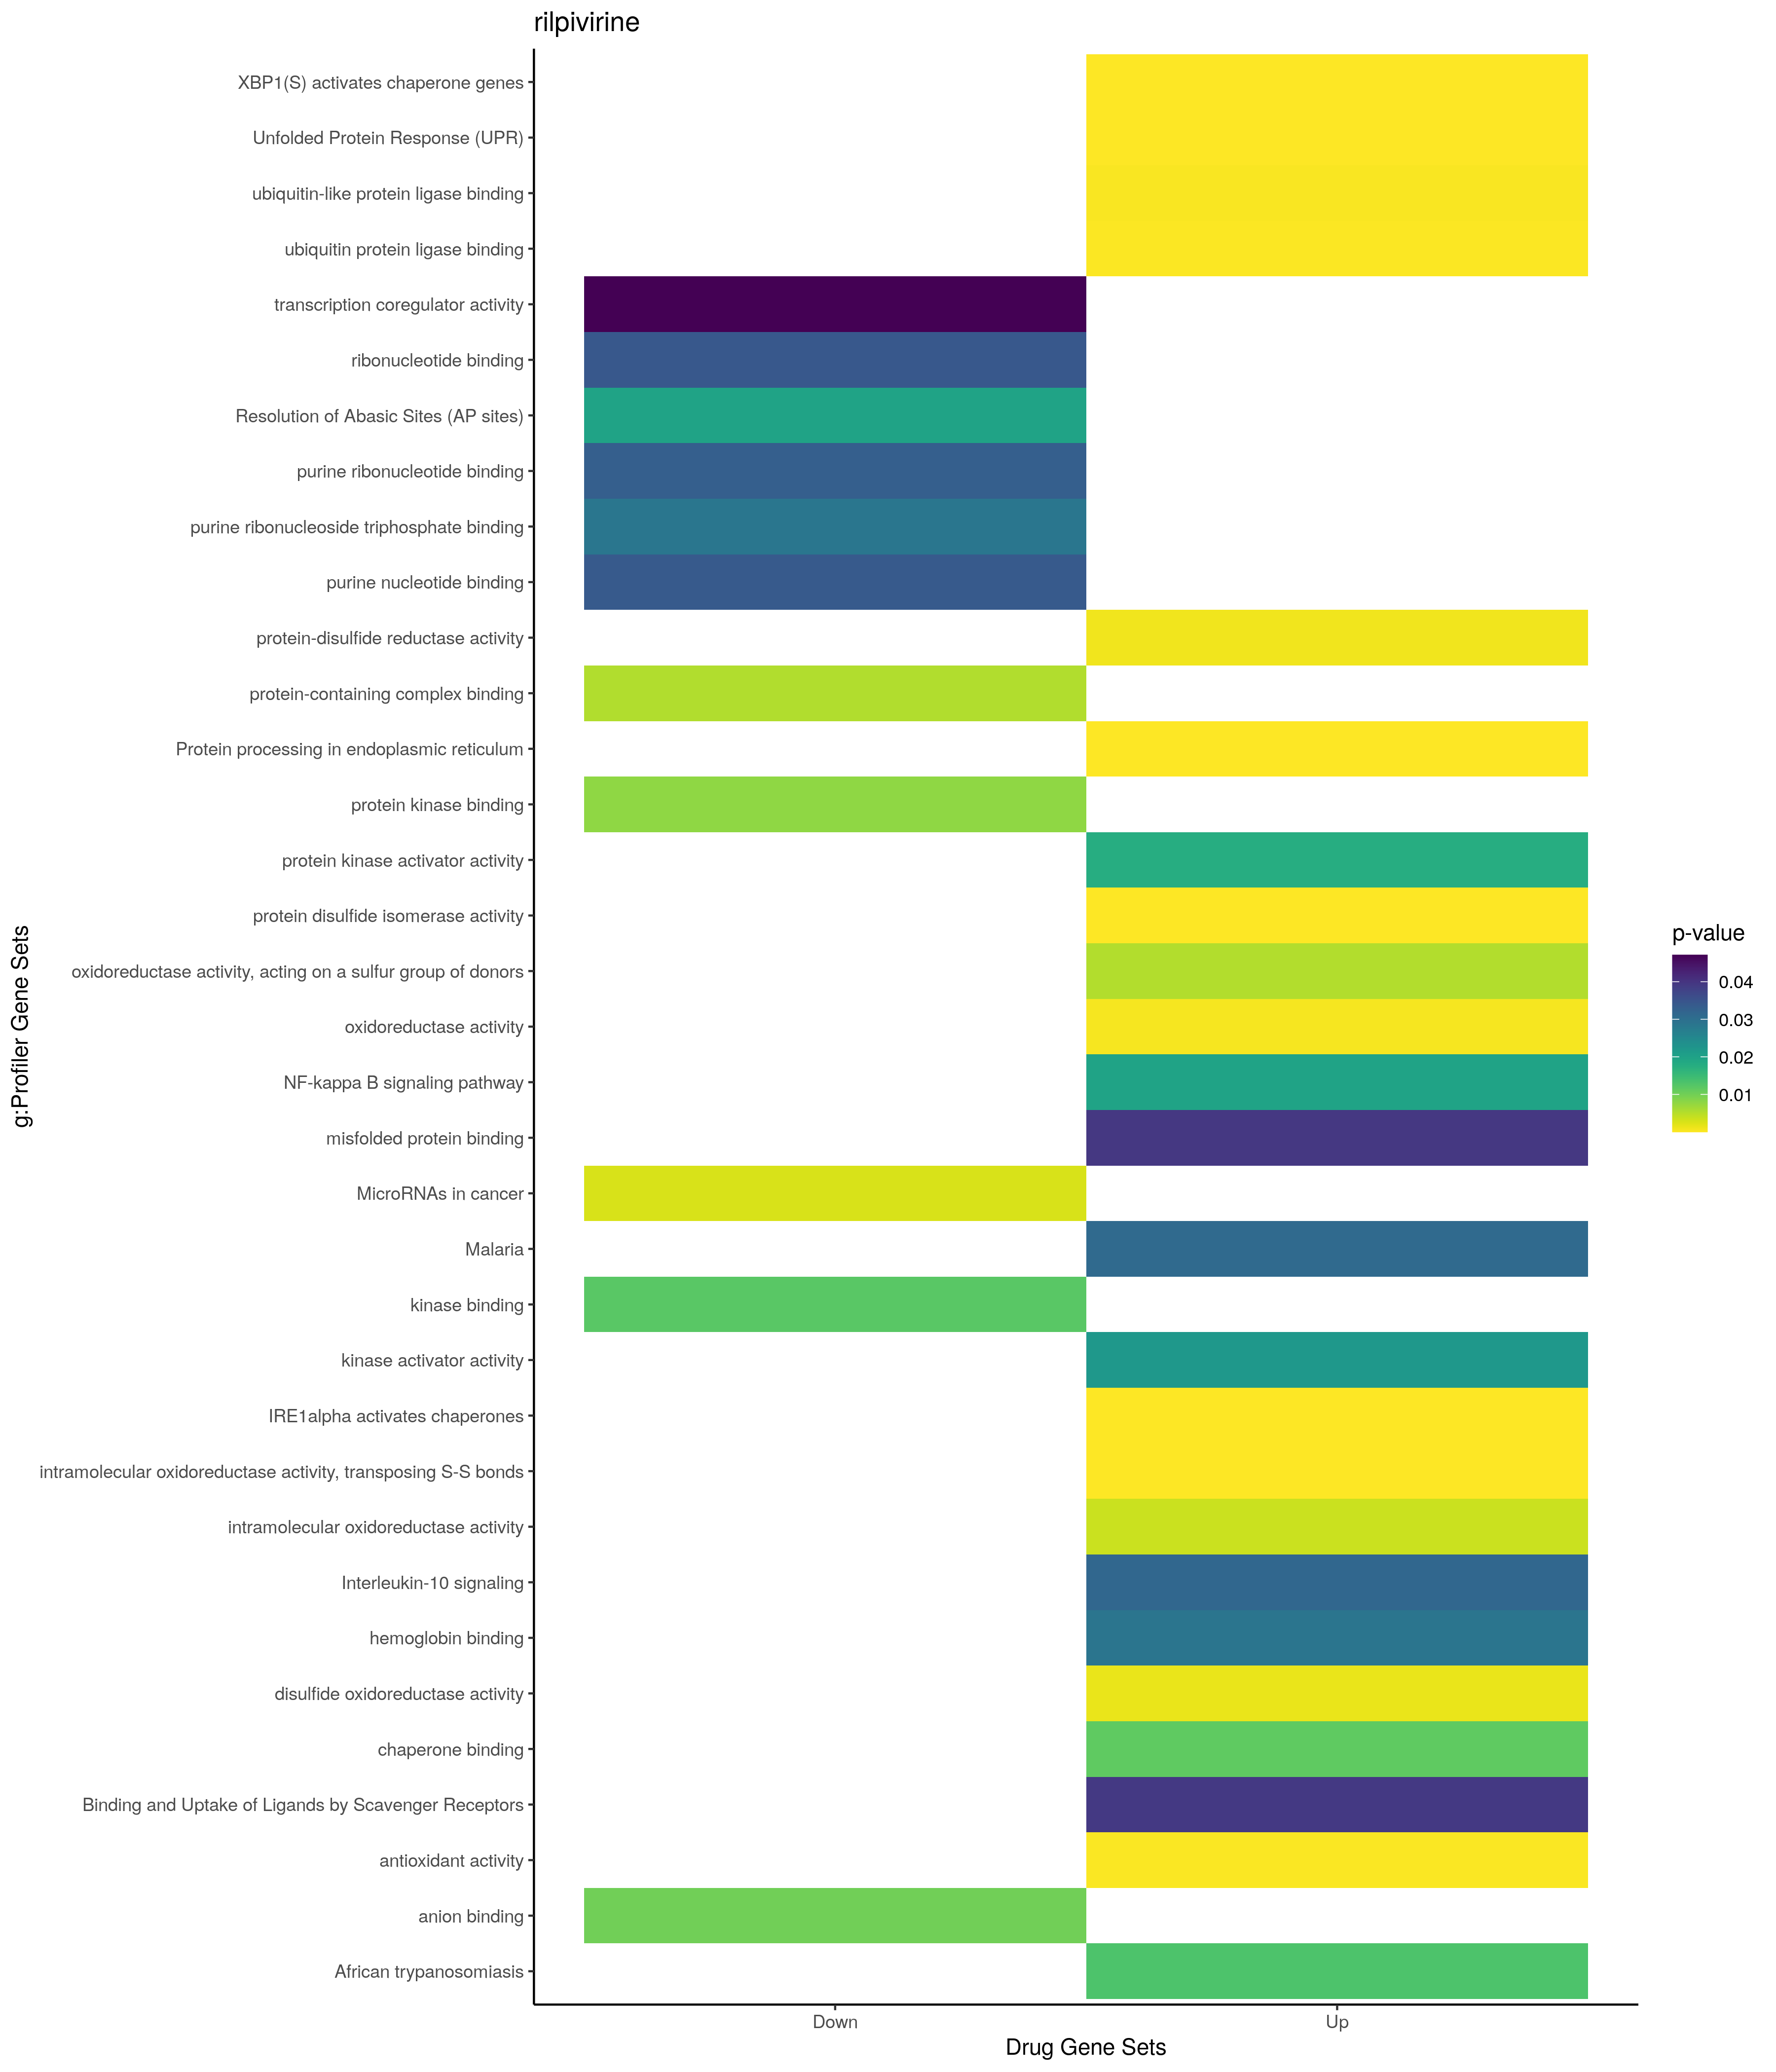 rilpivirine
XBP1(S) activates chaperone genes
Unfolded Protein Response (UPR)
ubiquitin-like protein ligase binding
ubiquitin protein ligase binding
transcription coregulator activity
ribonucleotide binding
Resolution of Abasic Sites (AP sites)
purine ribonucleotide binding
purine ribonucleoside triphosphate binding
purine nucleotide binding
protein-disulfide reductase activity
protein-containing complex binding
Protein processing in endoplasmic reticulum
protein kinase binding
protein kinase activator activity
protein disulfide isomerase activity
oxidoreductase activity, acting on a sulfur group of donors
oxidoreductase activity
NF-kappa B signaling pathway
misfolded protein binding
MicroRNAs in cancer
Malaria
kinase binding
kinase activator activity
IRE1alpha activates chaperones
intramolecular oxidoreductase activity, transposing S-S bonds
intramolecular oxidoreductase activity
Interleukin-10 signaling
hemoglobin binding
disulfide oxidoreductase activity
chaperone binding
Binding and Uptake of Ligands by Scavenger Receptors
antioxidant activity
anion binding
African trypanosomiasis
g:Profiler Gene Sets
Down
Up
Drug Gene Sets
p-value
0.04
0.03
0.02
0.01